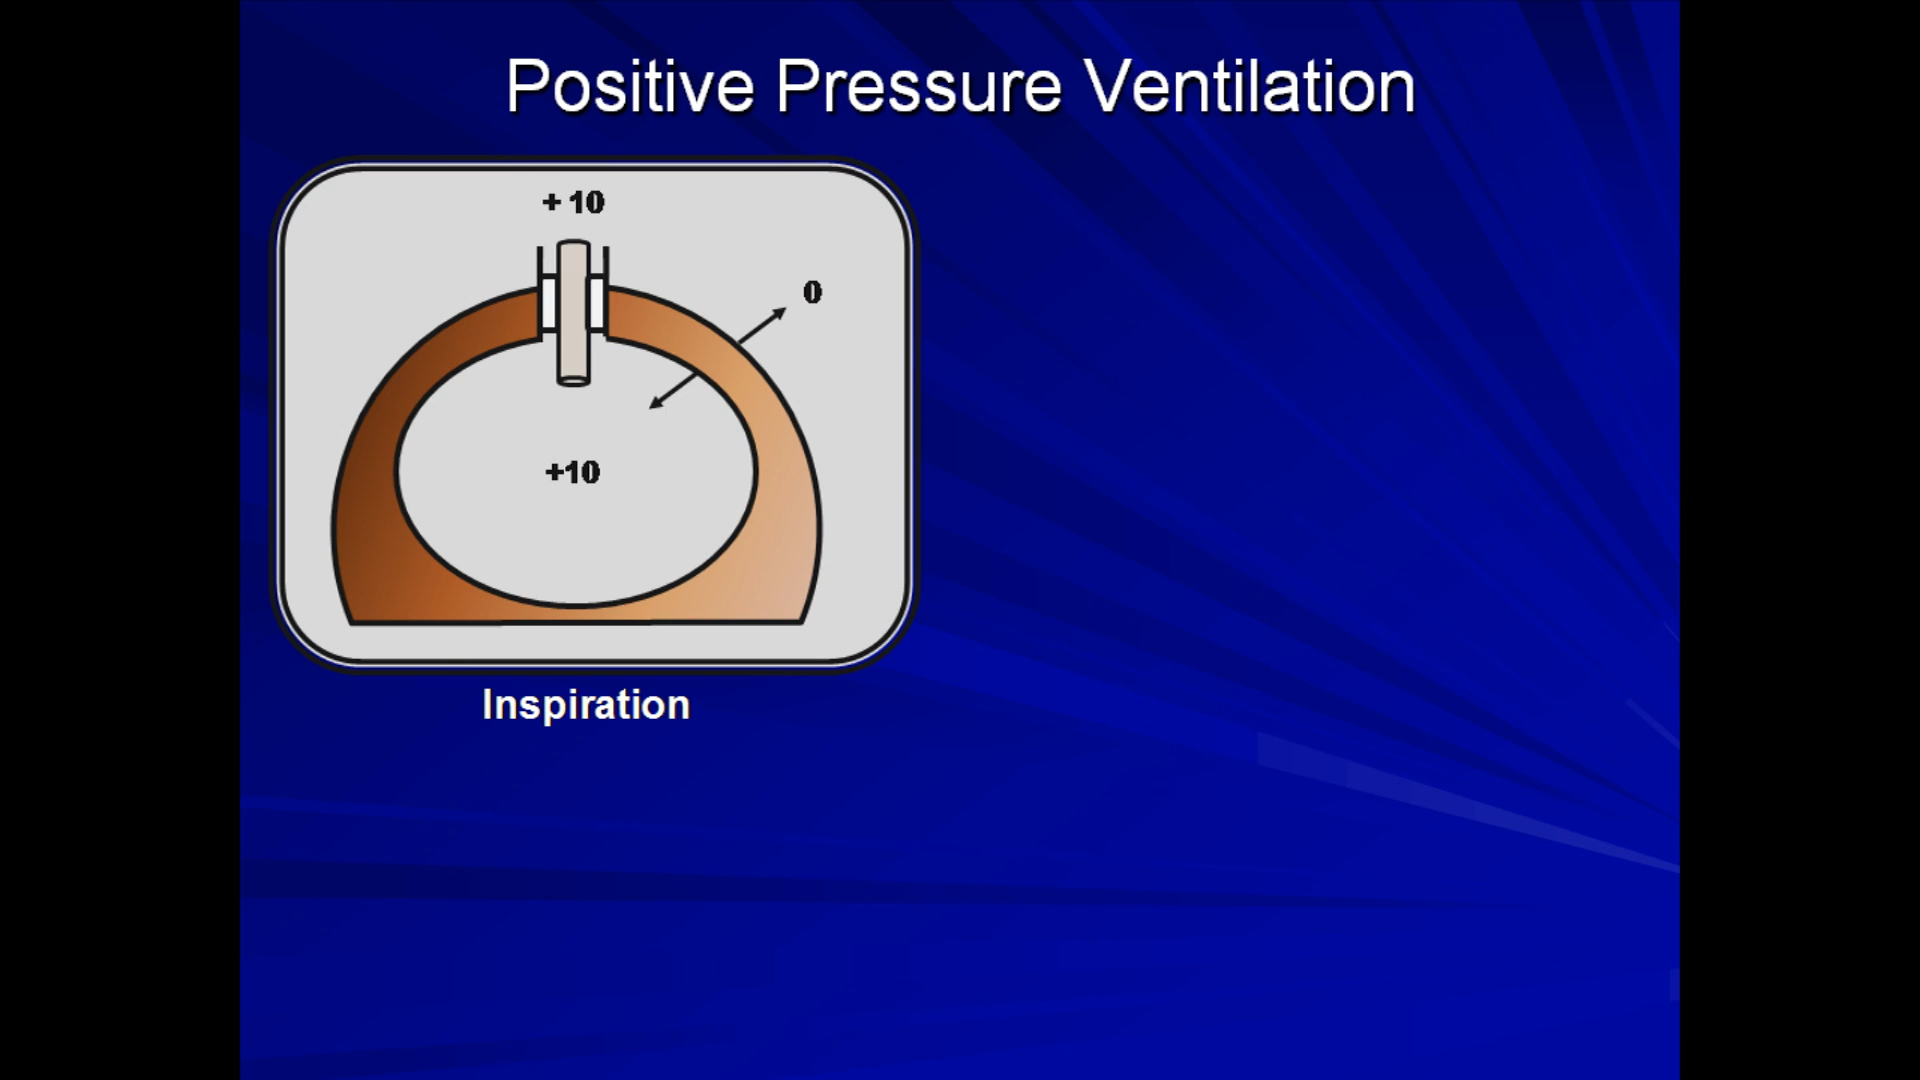 Positive Pressure Ventilation
+ 10
0
+10
Inspiration